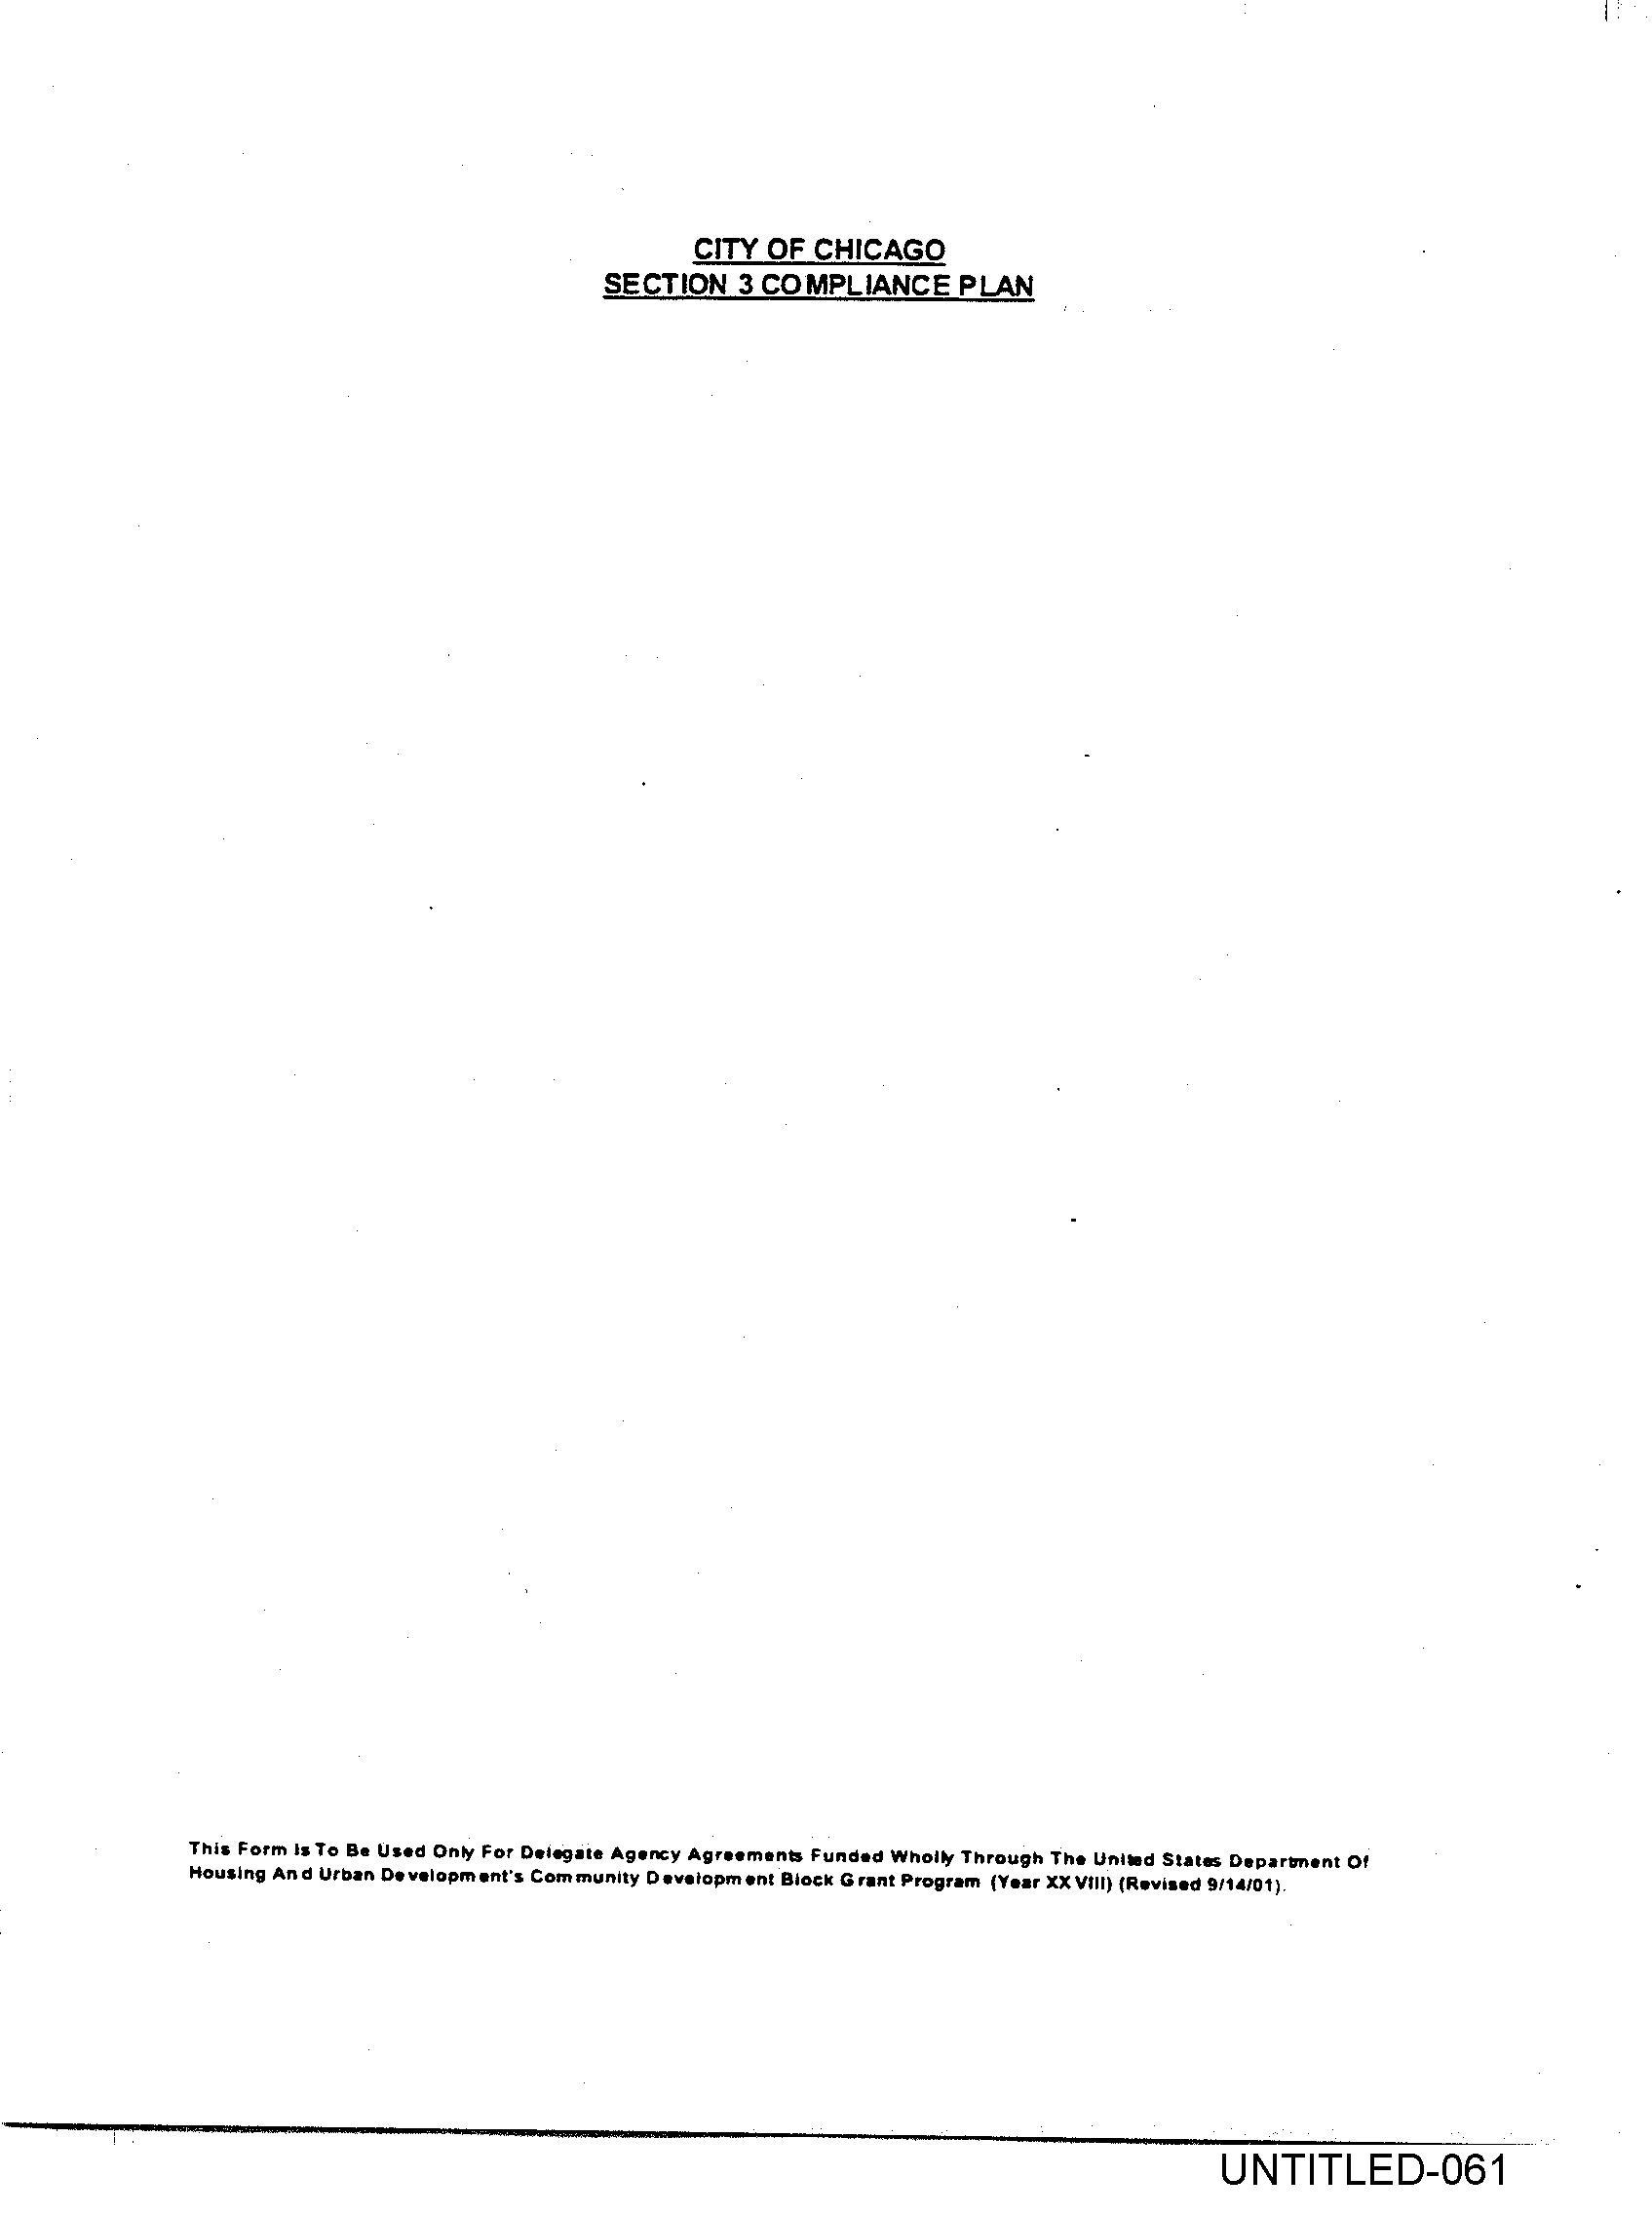 CITY OF CHICAGO
SECTION 3 COMPLIANCE PLAN
This Form Is To Be Used Only For Delegate Agency Agreements Funded Wholly Through The United States Department Of
Housing And Urban Development's Community Development Block Grant Program (Year XXVIII) (Revised 9/14/01).
UNTITLED-061